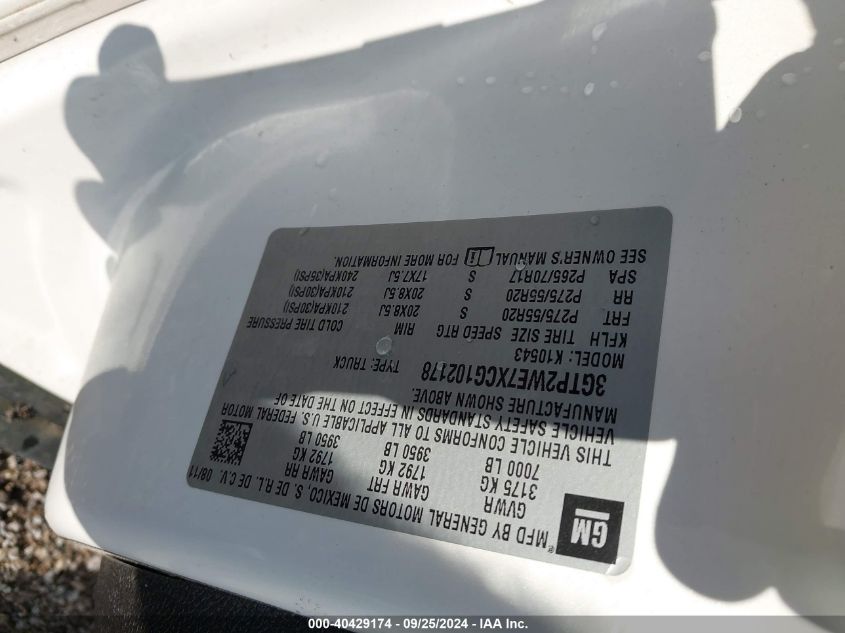 GM
MFD BY GENERAL MOTORS DE MEXICO, S. DE R.L. DE C.V. 08/11
GVWR GAWR FRT GAWR RR
3175 KG 1792 KG 1792 KG
7000 LB 3950 LB 3950 LB
THIS VEHICLE CONFORMS TO ALL APPLICABLE U.S. FEDERAL MOTOR
VEHICLE SAFETY STANDARDS IN EFFECT ON THE DATE OF
MANUFACTURE SHOWN ABOVE.
3GTP2WE7XCG102178 TYPE: TRUCK
MODEL: K10543
KFLH TIRE SIZE SPEED RTG RIM COLD TIRE PRESSURE
FRT P275/55R20 S 20X8.5J 210KPA(30PSI)
RR P275/55R20 S 20X8.5J 210KPA(30PSI)
SPA P265/70R17 S 17X7.5J 240KPA(35PSI)
SEE OWNER'S MANUAL FOR MORE INFORMATION.
000-40429174 - 09/25/2024 - IAA Inc.